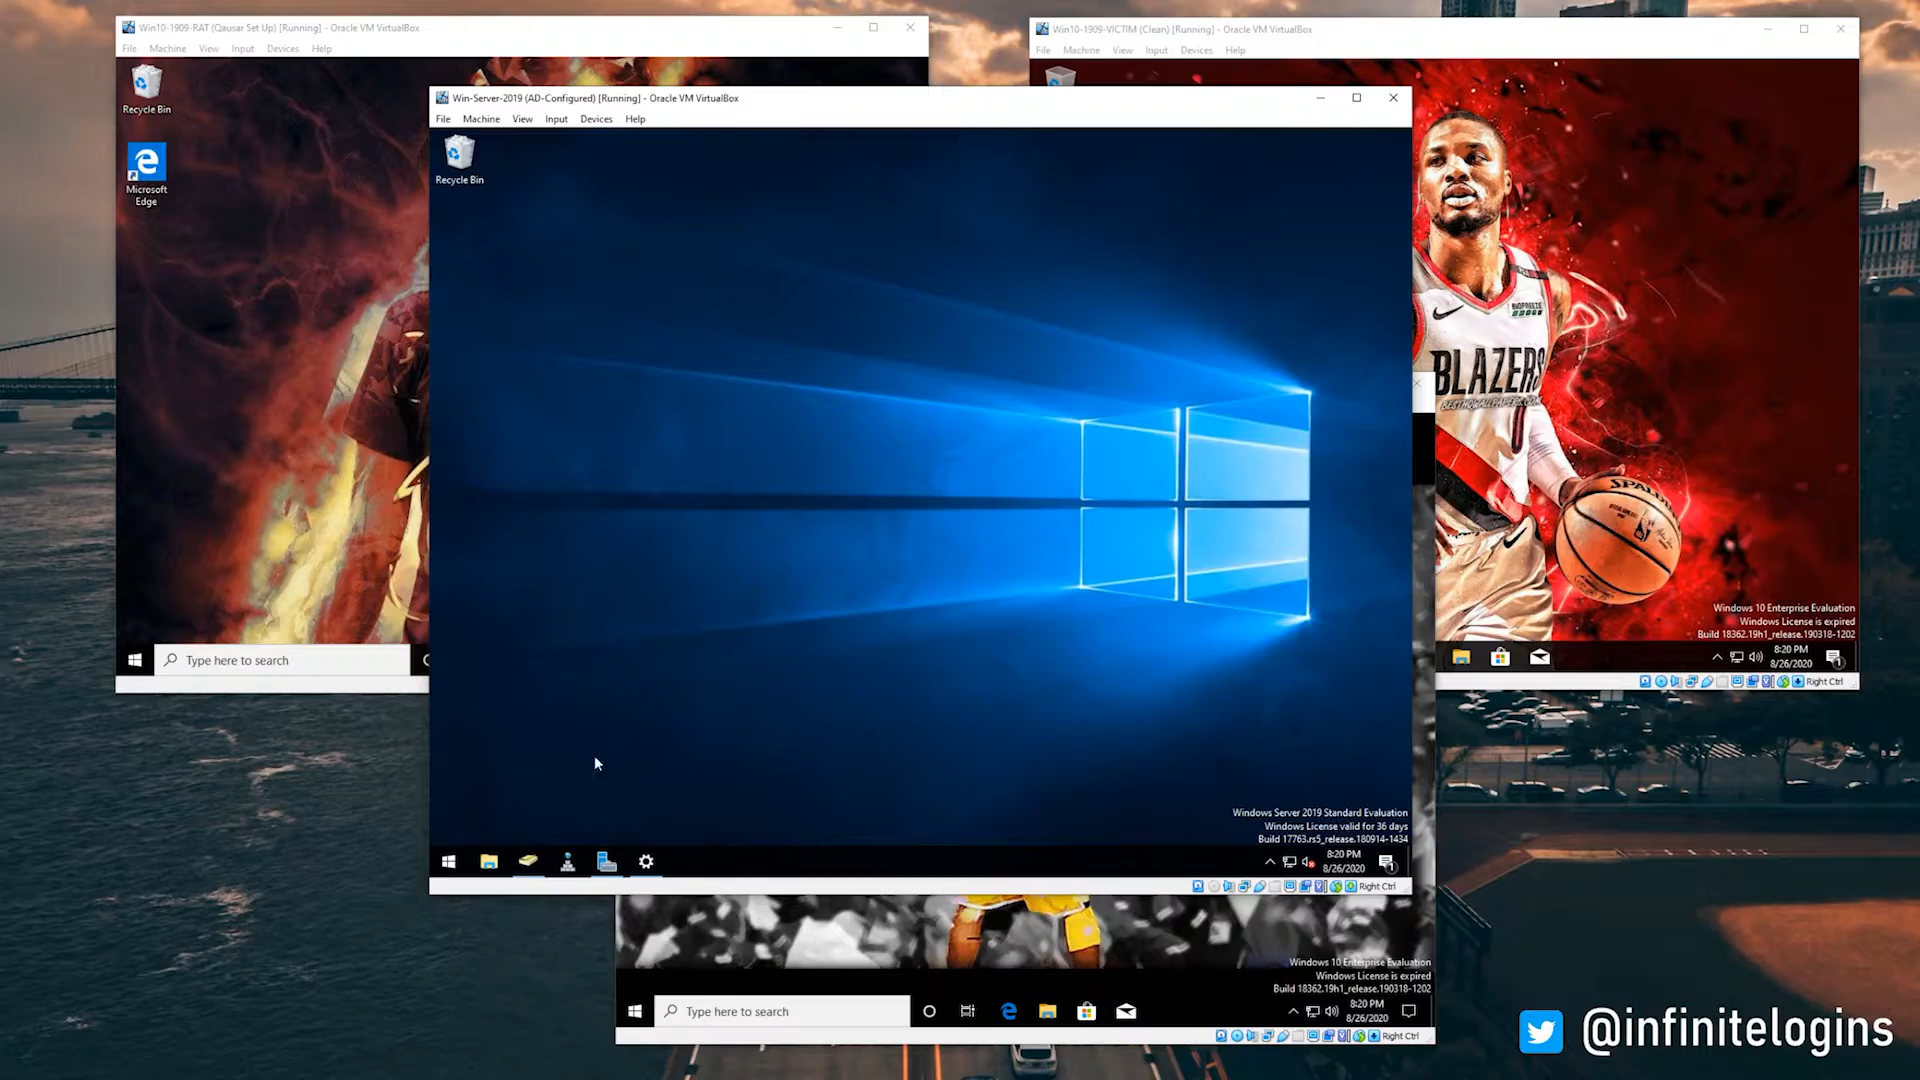 Win10-1909-RAT (Qausar Set Up) [Running] - Oracle VM VirtualBox
File Machine View Input Devices Help
Recycle Bin
Microsoft
Edge
Type here to search
Win10-1909-VICTIM (Clean) [Running] - Oracle VM VirtualBox
File Machine View Input Devices Help
BIOFREEZE
BLAZERS
SPALDING
Windows 10 Enterprise Evaluation
Windows License is expired
Build 18362.19h1_release.190318-1202
8:20 PM
8/26/2020
1
Right Ctrl
Win-Server-2019 (AD-Configured) [Running] - Oracle VM VirtualBox
File Machine View Input Devices Help
Recycle Bin
Windows Server 2019 Standard Evaluation
Windows License valid for 36 days
Build 17763.rs5_release.180914-1434
8:20 PM
8/26/2020
1
Right Ctrl
Windows 10 Enterprise Evaluation
Windows License is expired
Build 18362.19h1_release.190318-1202
Type here to search
8:20 PM
8/26/2020
Right Ctrl
@infinitelogins